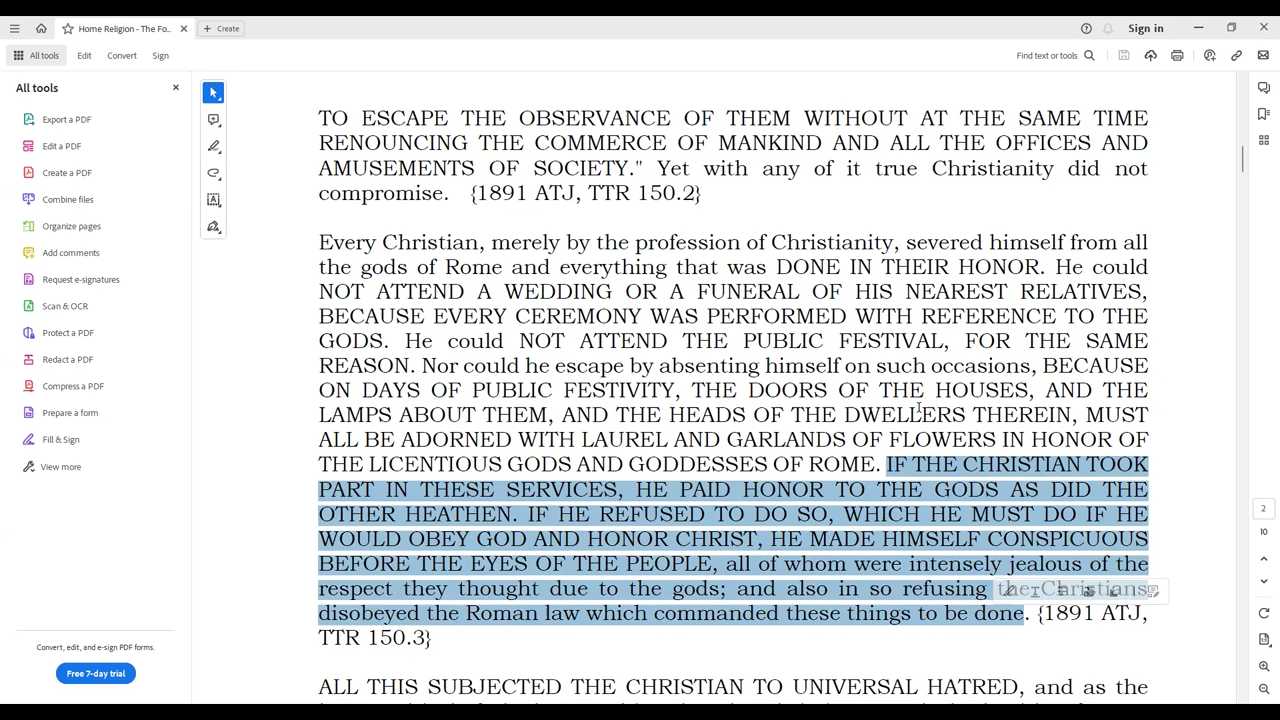 Home Religion - The Fo...
Create
Sign in
All tools
Edit
Convert
Sign
Find text or tools
All tools
Export a PDF
Edit a PDF
Create a PDF
Combine files
Organize pages
Add comments
Request e-signatures
Scan & OCR
Protect a PDF
Redact a PDF
Compress a PDF
Prepare a form
Fill & Sign
View more
Convert, edit, and e-sign PDF forms.
Free 7-day trial
TO ESCAPE THE OBSERVANCE OF THEM WITHOUT AT THE SAME TIME
RENOUNCING THE COMMERCE OF MANKIND AND ALL THE OFFICES AND
AMUSEMENTS OF SOCIETY." Yet with any of it true Christianity did not
compromise. {1891 ATJ, TTR 150.2}
Every Christian, merely by the profession of Christianity, severed himself from all
the gods of Rome and everything that was DONE IN THEIR HONOR. He could
NOT ATTEND A WEDDING OR A FUNERAL OF HIS NEAREST RELATIVES,
BECAUSE EVERY CEREMONY WAS PERFORMED WITH REFERENCE TO THE
GODS. He could NOT ATTEND THE PUBLIC FESTIVAL, FOR THE SAME
REASON. Nor could he escape by absenting himself on such occasions, BECAUSE
ON DAYS OF PUBLIC FESTIVITY, THE DOORS OF THE HOUSES, AND THE
LAMPS ABOUT THEM, AND THE HEADS OF THE DWELLERS THEREIN, MUST
ALL BE ADORNED WITH LAUREL AND GARLANDS OF FLOWERS IN HONOR OF
THE LICENTIOUS GODS AND GODDESSES OF ROME. IF THE CHRISTIAN TOOK
PART IN THESE SERVICES, HE PAID HONOR TO THE GODS AS DID THE
OTHER HEATHEN. IF HE REFUSED TO DO SO, WHICH HE MUST DO IF HE
WOULD OBEY GOD AND HONOR CHRIST, HE MADE HIMSELF CONSPICUOUS
BEFORE THE EYES OF THE PEOPLE, all of whom were intensely jealous of the
respect they thought due to the gods; and also in so refusing the Christians
disobeyed the Roman law which commanded these things to be done. {1891 ATJ,
TTR 150.3}
ALL THIS SUBJECTED THE CHRISTIAN TO UNIVERSAL HATRED, and as the
2
10